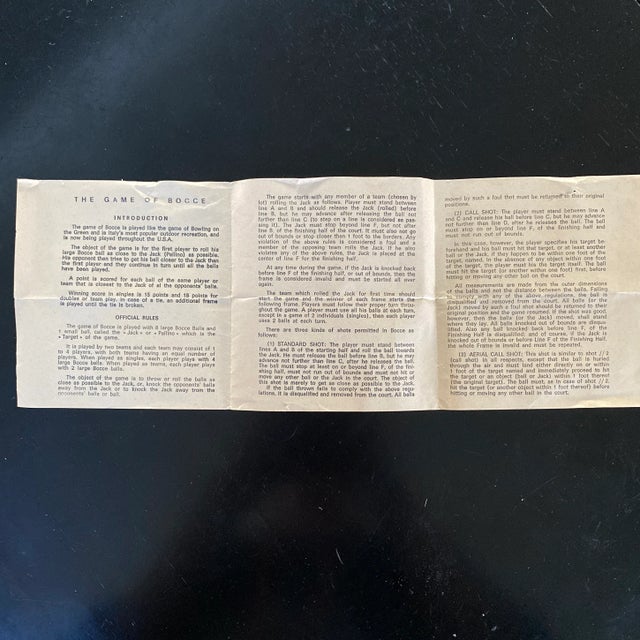 THE GAME OF BOCCE
INTRODUCTION
The game of Bocce is played like the game of Bowling on
the Green and is Italy's most popular outdoor recreation, and
is now being played throughout the U.S.A.
The object of the game is for the first player to roll his
large Bocce Ball as close to the Jack (Pallino) as possible.
His opponent then tries to get his ball closer to the Jack than
the first player and they continue in turn until all the balls
have been played.
A point is scored for each ball of the same player or
team that is closest to the Jack of all the opponents' balls.
Winning score in singles is 15 points and 18 points for
doubles or team play. In case of a tie, an additional frame
is played until the tie is broken.
OFFICIAL RULES
The game of Bocce is played with 8 large Bocce Balls and
1 small ball, called the «Jack» or «Pallino» which is the
«Target» of the game.
It is played by two teams and each team may consist of 1
to 4 players, with both teams having an equal number of
players. When played as singles, each player plays with 4
large Bocce Balls. When played as teams, each player plays
with 2 large Bocce balls.
The object of the game is to throw or roll the balls as
close as possible to the Jack, or, knock the opponents' balls
away from the Jack or to knock the Jack away from the
opponents' balls or ball.
The game starts with any member of a team (chosen by
lot) rolling the Jack as follows. Player must stand between
line A and B and should release the Jack (rolled) before
line B, but he may advance after releasing the ball not
further than line C (to step on a line is considered as pas-
sing it). The Jack must stop beyond line F, but not after
line B, of the finishing half of the court. It must also not go
out of bounds or stop closer than 1 foot to the border. Any
violation of the above rules is considered a foul and a
member of the opposing team rolls the Jack. If he also
violates any of the above rules, the Jack is placed at the
center of line F for the finishing half.
At any time during the game, if the Jack is knocked back
before line F of the finishing half, or out of bounds, then the
frame is considered invalid and must be started all over
again.
The team which rolled the Jack for first time should
start the game and the winner of each frame starts the
following frame. Players must follow their proper turn throu-
ghout the game. A player must use all his balls at each turn,
except in a game of 2 individuals (singles), then each player
uses 2 balls at each turn.
There are three kinds of shots permitted in Bocce as
follows:
(1) STANDARD SHOT: The player must stand between
lines A and B of the starting half and roll the ball towards
the Jack. He must release the ball before line B, but he may
advance not further than line C, after he releases the ball.
The ball must stop at least on or beyond line F, of the fini-
shing half, must not run out of bounds and must not hit or
move any other ball or the Jack in the court. The object of
this shot is merely to get as close as possible to the Jack.
If the ball thrown fails to comply with the above regu-
lations, it is disqualified and removed from the court. All balls
moved by such a foul must be returned to their original
positions.
(2) CALL SHOT: The player must stand between line A
and C and release his ball before line C, but he may advance
not further than line D, after he releases the ball. The ball
must stop on or beyond line F, of the finishing half and
must not run out of bounds.
In this case, however, the player specifies his target be-
forehand and his ball must hit that target, or at least another
ball or the Jack, if they happen to be within one foot of the
target, named. In the absence of any object within one foot
of the target, the player must his the target itself. The ball
must hit the target (or another within one foot) first, before
hitting or moving any other ball on the court.
All measurements are made from the outer dimensions
of the balls, and not the distance between the balls. Failing
to comply with any of the above, regulations, the ball is
disqualified and removed from the court. All balls (or the
Jack) moved by such a foul shot should be returned to their
original position and the game resumed. If the shot was good,
however, then the balls (or the Jack) moved, shall stand
where they lay. All balls knocked out of bounds are disqua-
lified. Also any ball knocked back before line F, of the
Finishing Half is disqualified, and of course, if the Jack is
knocked out of bounds or before Line F of the Finishing Half,
the whole Frame is invalid and must be repeated.
(3) AERIAL CALL SHOT: This is similar to shot //2
(call shot) in all respects, except that the ball is hurled
through the air and must land either directly on or within
1 foot of the target named and immediately proceed to hit
the target or an object (ball or Jack) within 1 foot thereof
(the original target). The ball must, as in case of shot //2,
hit the target (or another object within 1 foot thereof) before
hitting or moving any other ball in the court.